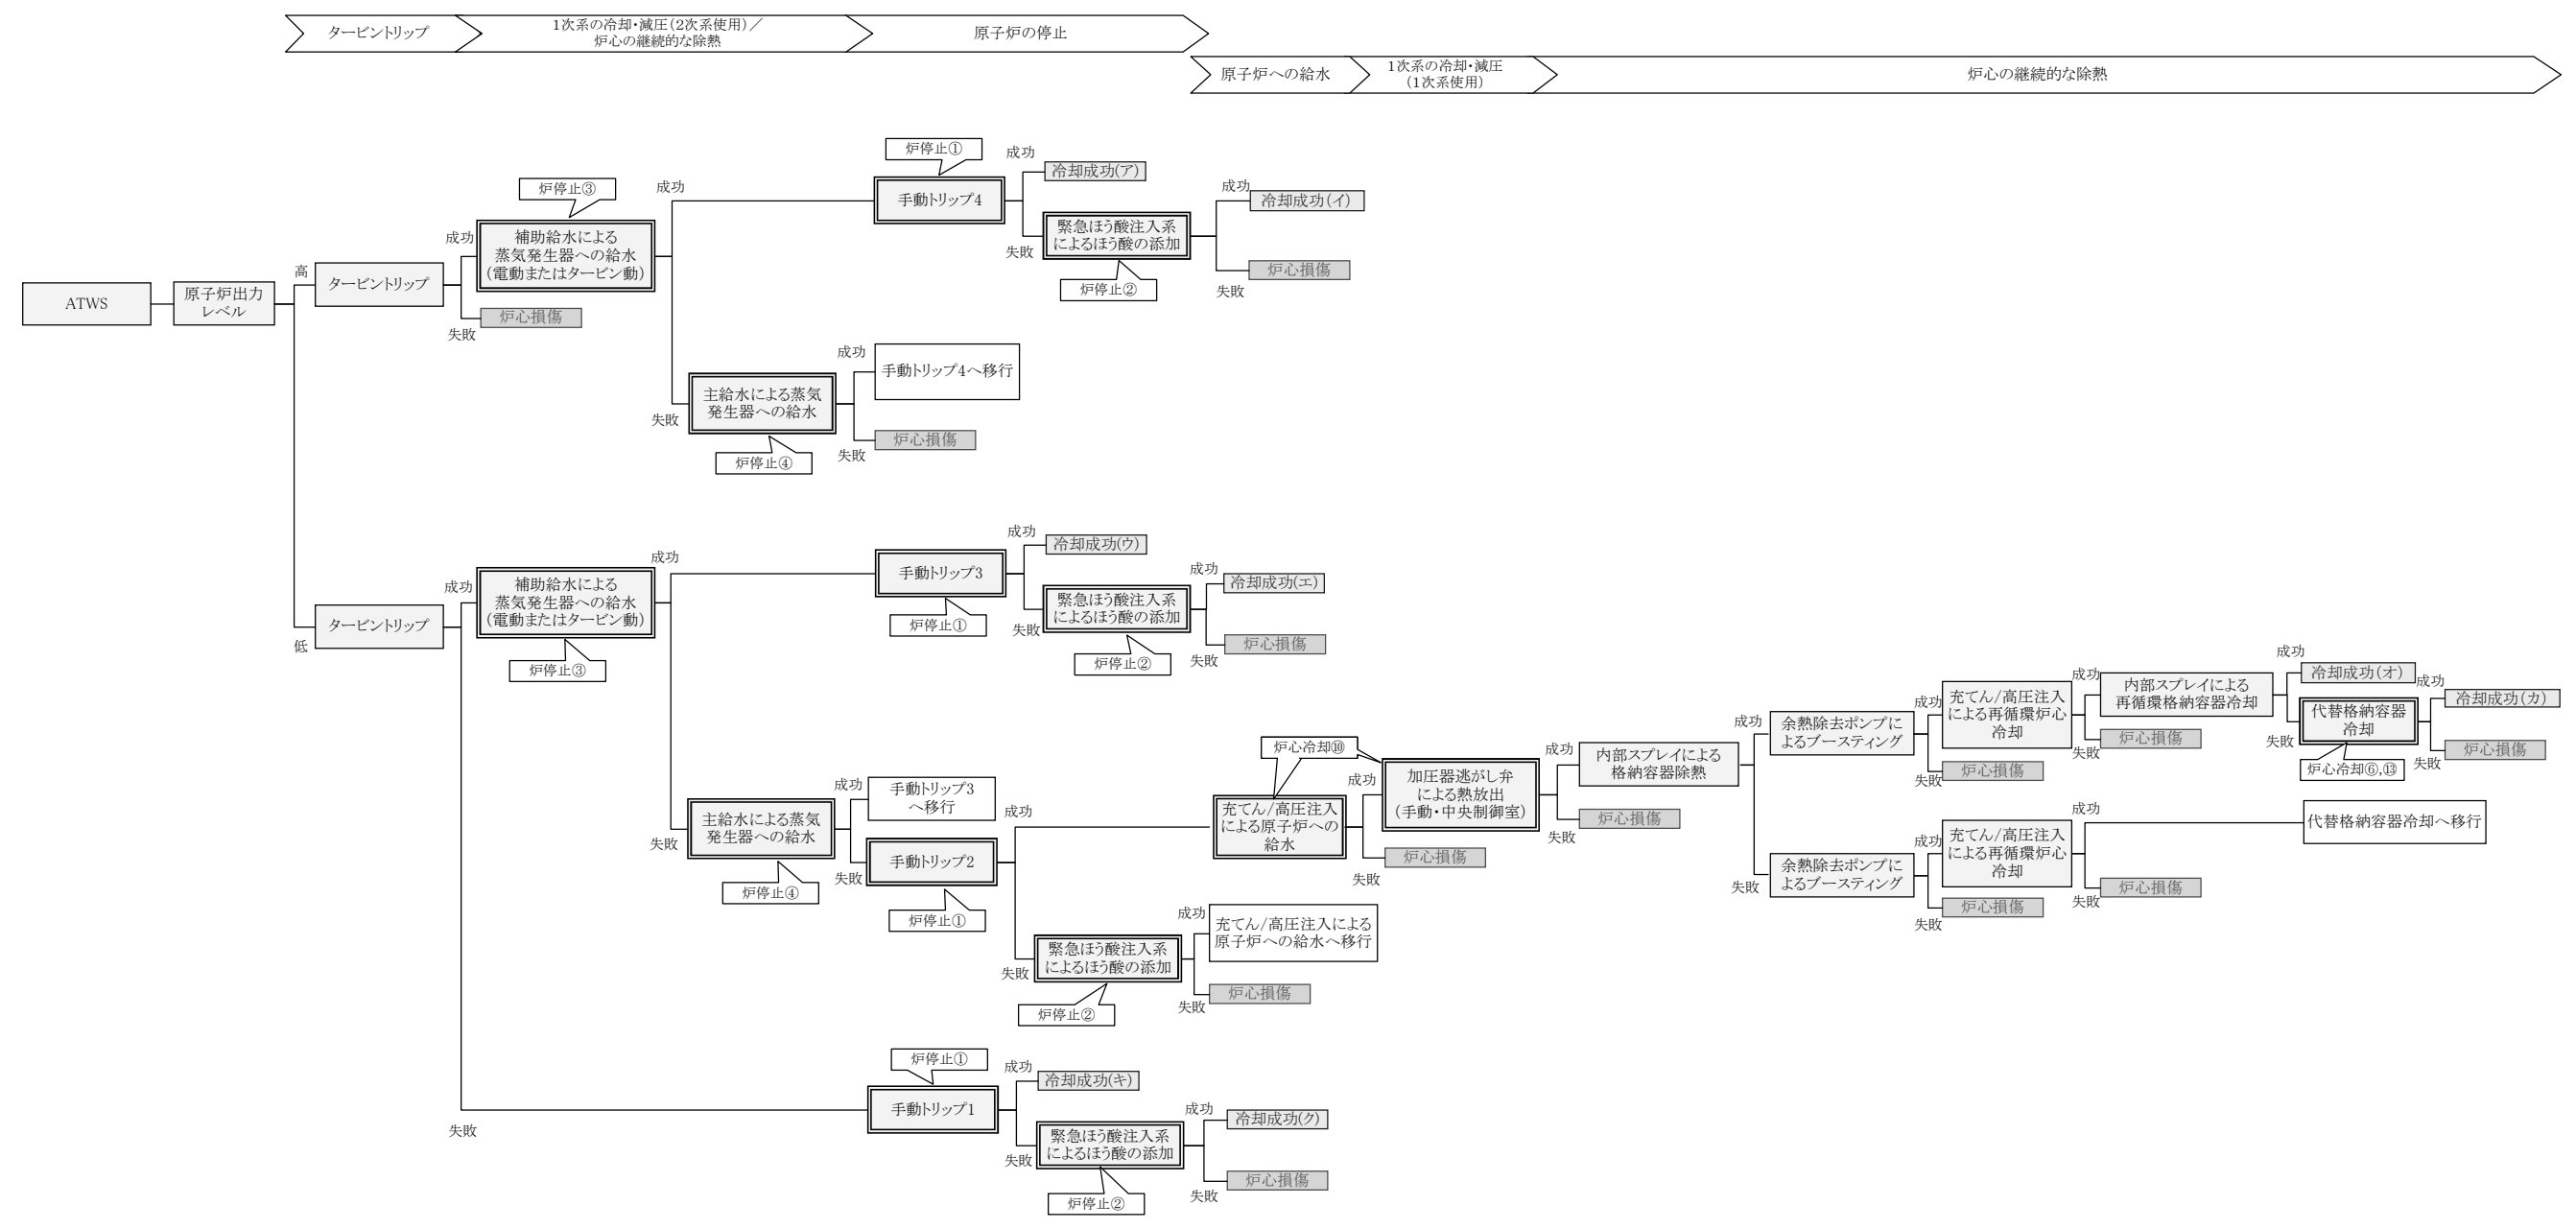 タービントリップ
1次系の冷却・減圧（2次系使用）／
炉心の継続的な除熱
原子炉の停止
原子炉への給水
1次系の冷却・減圧
（1次系使用）
炉心の継続的な除熱
ATWS
原子炉出力
レベル
高
低
タービントリップ
成功
失敗
炉心損傷
炉停止③
補助給水による
蒸気発生器への給水
（電動またはタービン動）
成功
失敗
炉停止①
手動トリップ4
成功
冷却成功(ア)
失敗
緊急ほう酸注入系
によるほう酸の添加
炉停止②
成功
冷却成功(イ)
炉心損傷
失敗
主給水による蒸気
発生器への給水
炉停止④
成功
手動トリップ4へ移行
炉心損傷
失敗
タービントリップ
成功
失敗
補助給水による
蒸気発生器への給水
（電動またはタービン動）
炉停止③
成功
失敗
手動トリップ3
炉停止①
成功
冷却成功(ウ)
失敗
緊急ほう酸注入系
によるほう酸の添加
炉停止②
成功
冷却成功(エ)
炉心損傷
失敗
主給水による蒸気
発生器への給水
炉停止④
成功
手動トリップ3
へ移行
失敗
手動トリップ2
炉停止①
成功
失敗
炉心冷却⑩
充てん/高圧注入
による原子炉への
給水
成功
炉心損傷
失敗
加圧器逃がし弁
による熱放出
（手動・中央制御室）
成功
失敗
内部スプレイによる
格納容器除熱
炉心損傷
成功
失敗
余熱除去ポンプに
よるブースティング
成功
炉心損傷
失敗
充てん/高圧注入
による再循環炉心
冷却
成功
炉心損傷
失敗
内部スプレイによる
再循環格納容器冷却
成功
冷却成功(オ)
失敗
代替格納容器
冷却
炉心冷却⑥,⑬
成功
冷却成功(カ)
炉心損傷
失敗
余熱除去ポンプに
よるブースティング
成功
炉心損傷
失敗
充てん/高圧注入
による再循環炉心
冷却
成功
炉心損傷
失敗
代替格納容器冷却へ移行
緊急ほう酸注入系
によるほう酸の添加
炉停止②
成功
充てん/高圧注入による
原子炉への給水へ移行
炉心損傷
失敗
炉停止①
手動トリップ1
成功
冷却成功(キ)
失敗
緊急ほう酸注入系
によるほう酸の添加
炉停止②
成功
冷却成功(ク)
炉心損傷
失敗